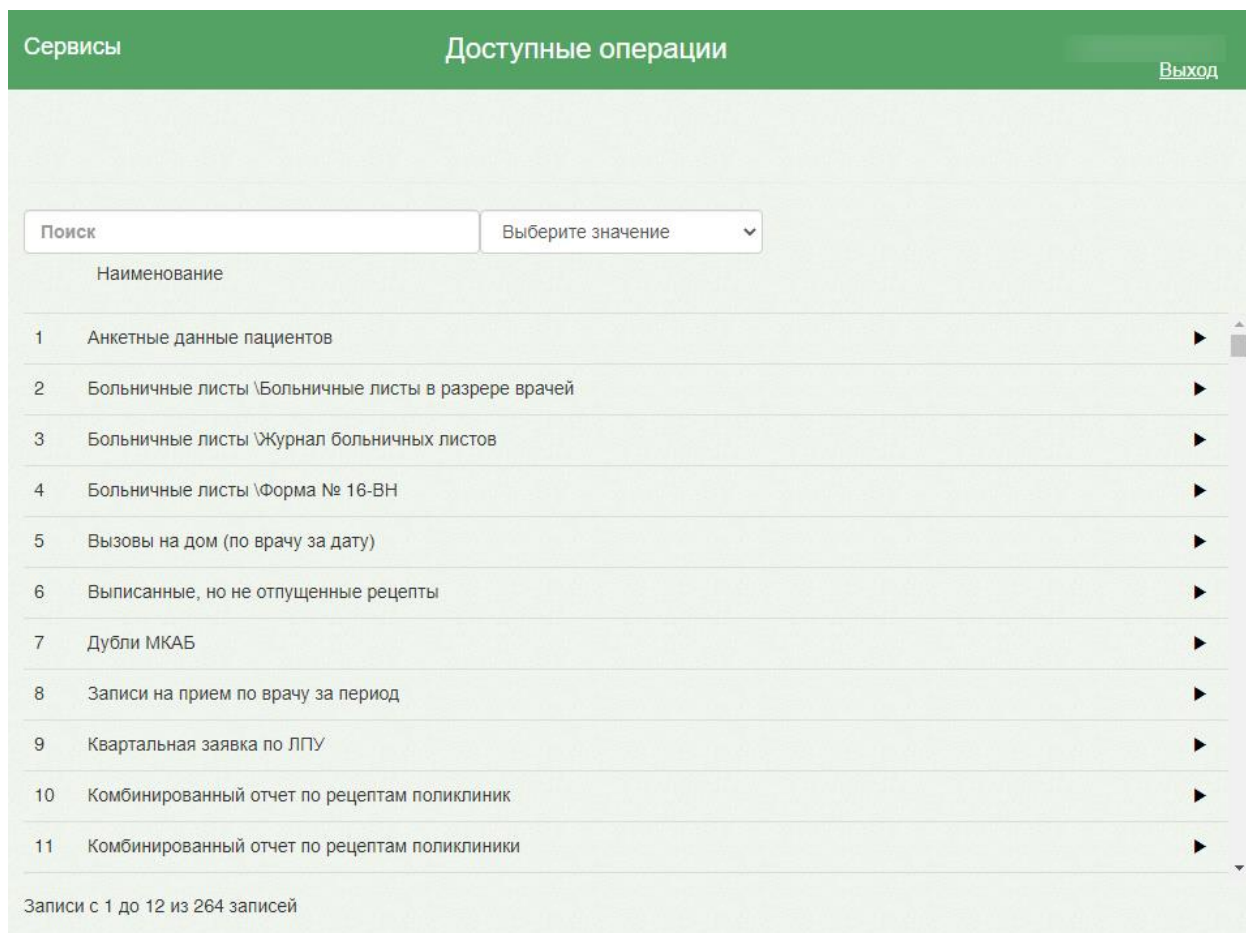 Сервисы
Доступные операции
Выход
Поиск
Выберите значение
Наименование
1 Анкетные данные пациентов
2 Больничные листы \Больничные листы в разрере врачей
3 Больничные листы \Журнал больничных листов
4 Больничные листы \Форма № 16-ВН
5 Вызовы на дом (по врачу за дату)
6 Выписанные, но не отпущенные рецепты
7 Дубли МКАБ
8 Записи на прием по врачу за период
9 Квартальная заявка по ЛПУ
10 Комбинированный отчет по рецептам поликлиник
11 Комбинированный отчет по рецептам поликлиники
Записи с 1 до 12 из 264 записей